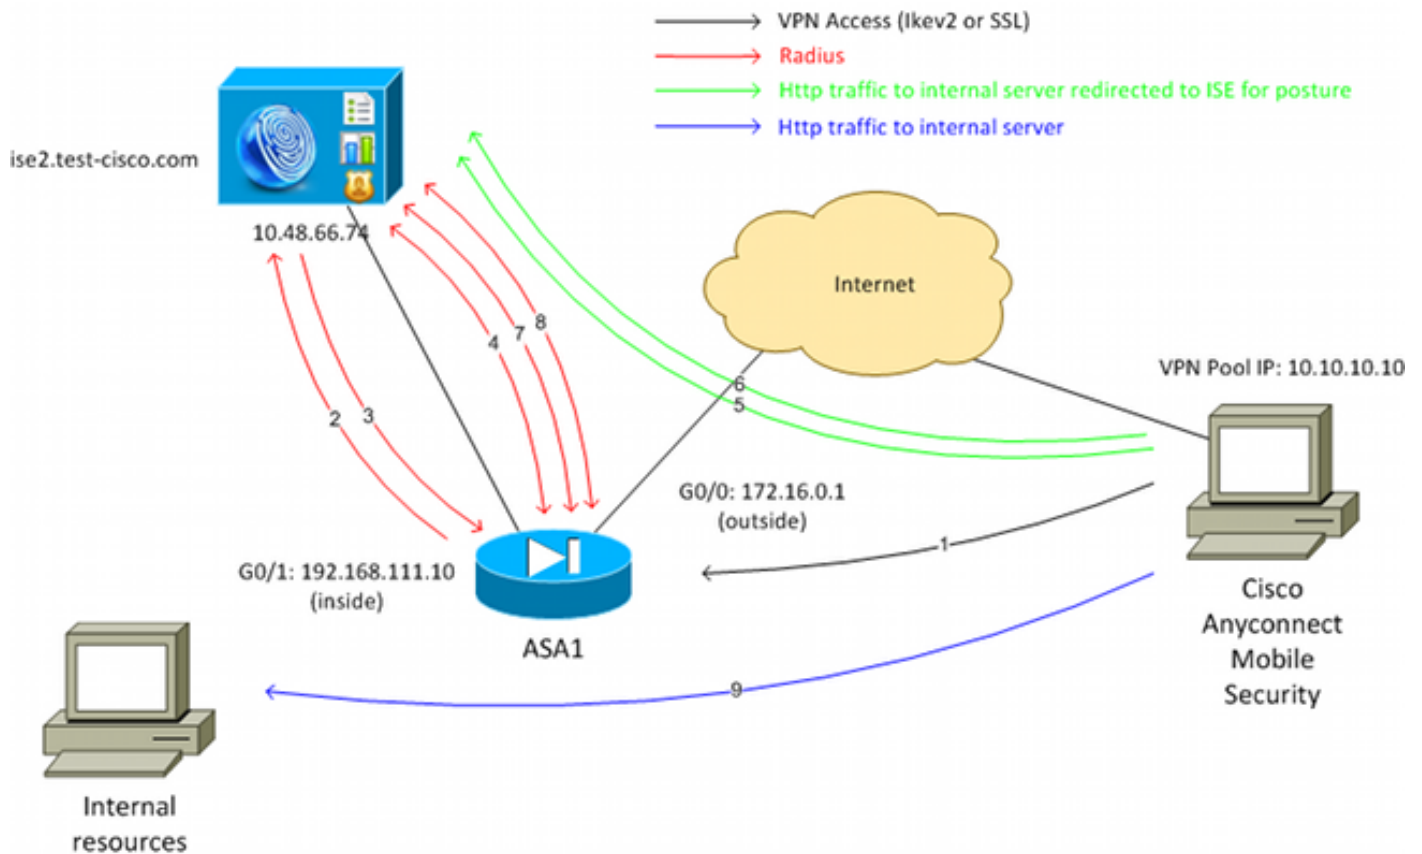 VPN Access (Ikev2 or SSL)
Radius
Http traffic to internal server redirected to ISE for posture
Http traffic to internal server
ise2.test-cisco.com
10.48.66.74
Internet
VPN Pool IP: 10.10.10.10
2
3
4
7
8
6
5
1
9
G0/0: 172.16.0.1
(outside)
G0/1: 192.168.111.10
(inside)
ASA1
Cisco
Anyconnect
Mobile
Security
Internal
resources